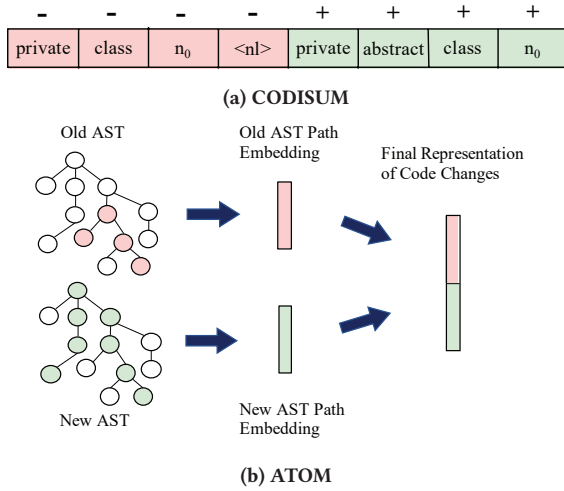 - - - - + + + +
private class n₀ <nl> private abstract class n₀
(a) CODISUM
Old AST
Old AST Path
Embedding
Final Representation
of Code Changes
New AST
New AST Path
Embedding
(b) ATOM